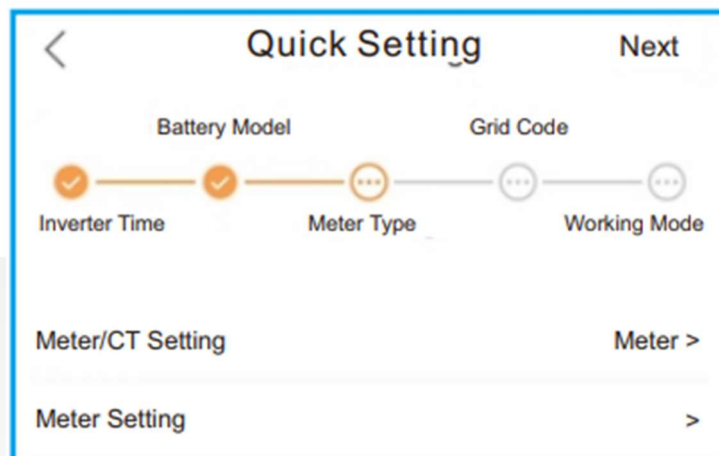 Quick Setting Next
Battery Model Grid Code
Inverter Time Meter Type Working Mode
Meter/CT Setting Meter >
Meter Setting >